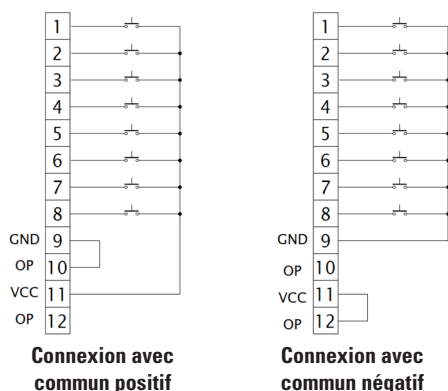 1
2
3
4
5
6
7
8
GND 9
OP 10
VCC 11
OP 12
Connexion avec
commun positif
1
2
3
4
5
6
7
8
GND 9
OP 10
VCC 11
OP 12
Connexion avec
commun négatif